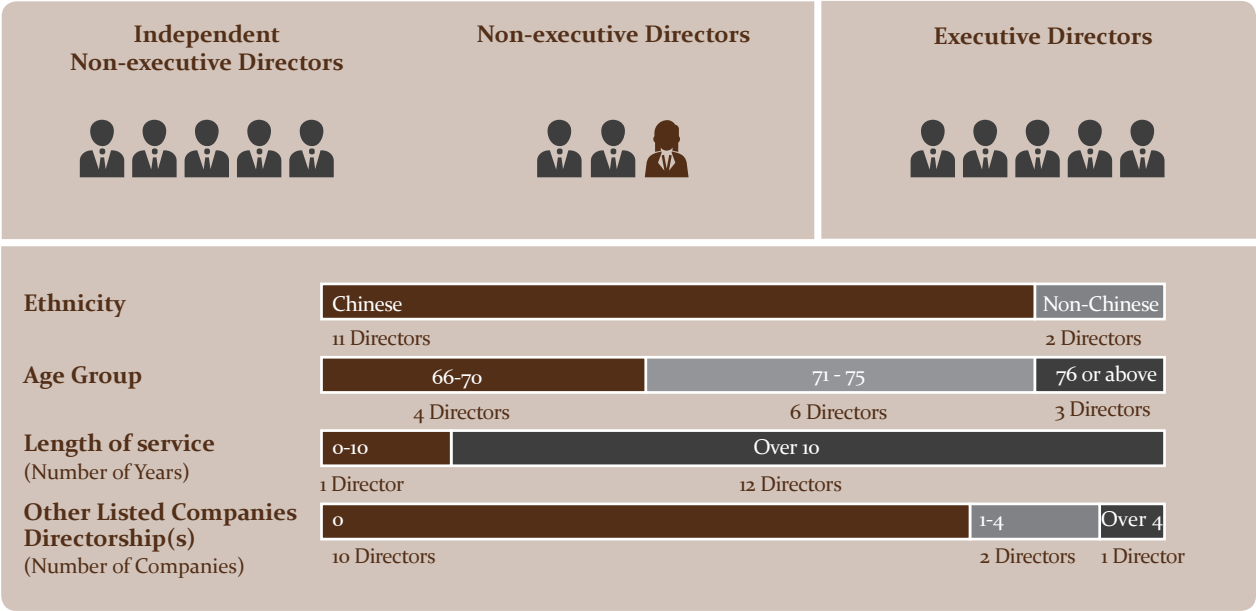 Independent
Non-executive Directors
Non-executive Directors
Executive Directors
Ethnicity
Chinese
Non-Chinese
11 Directors
2 Directors
Age Group
66-70
71 - 75
76 or above
4 Directors
6 Directors
3 Directors
Length of service
(Number of Years)
0-10
Over 10
1 Director
12 Directors
Other Listed Companies
Directorship(s)
(Number of Companies)
0
1-4
Over 4
10 Directors
2 Directors
1 Director